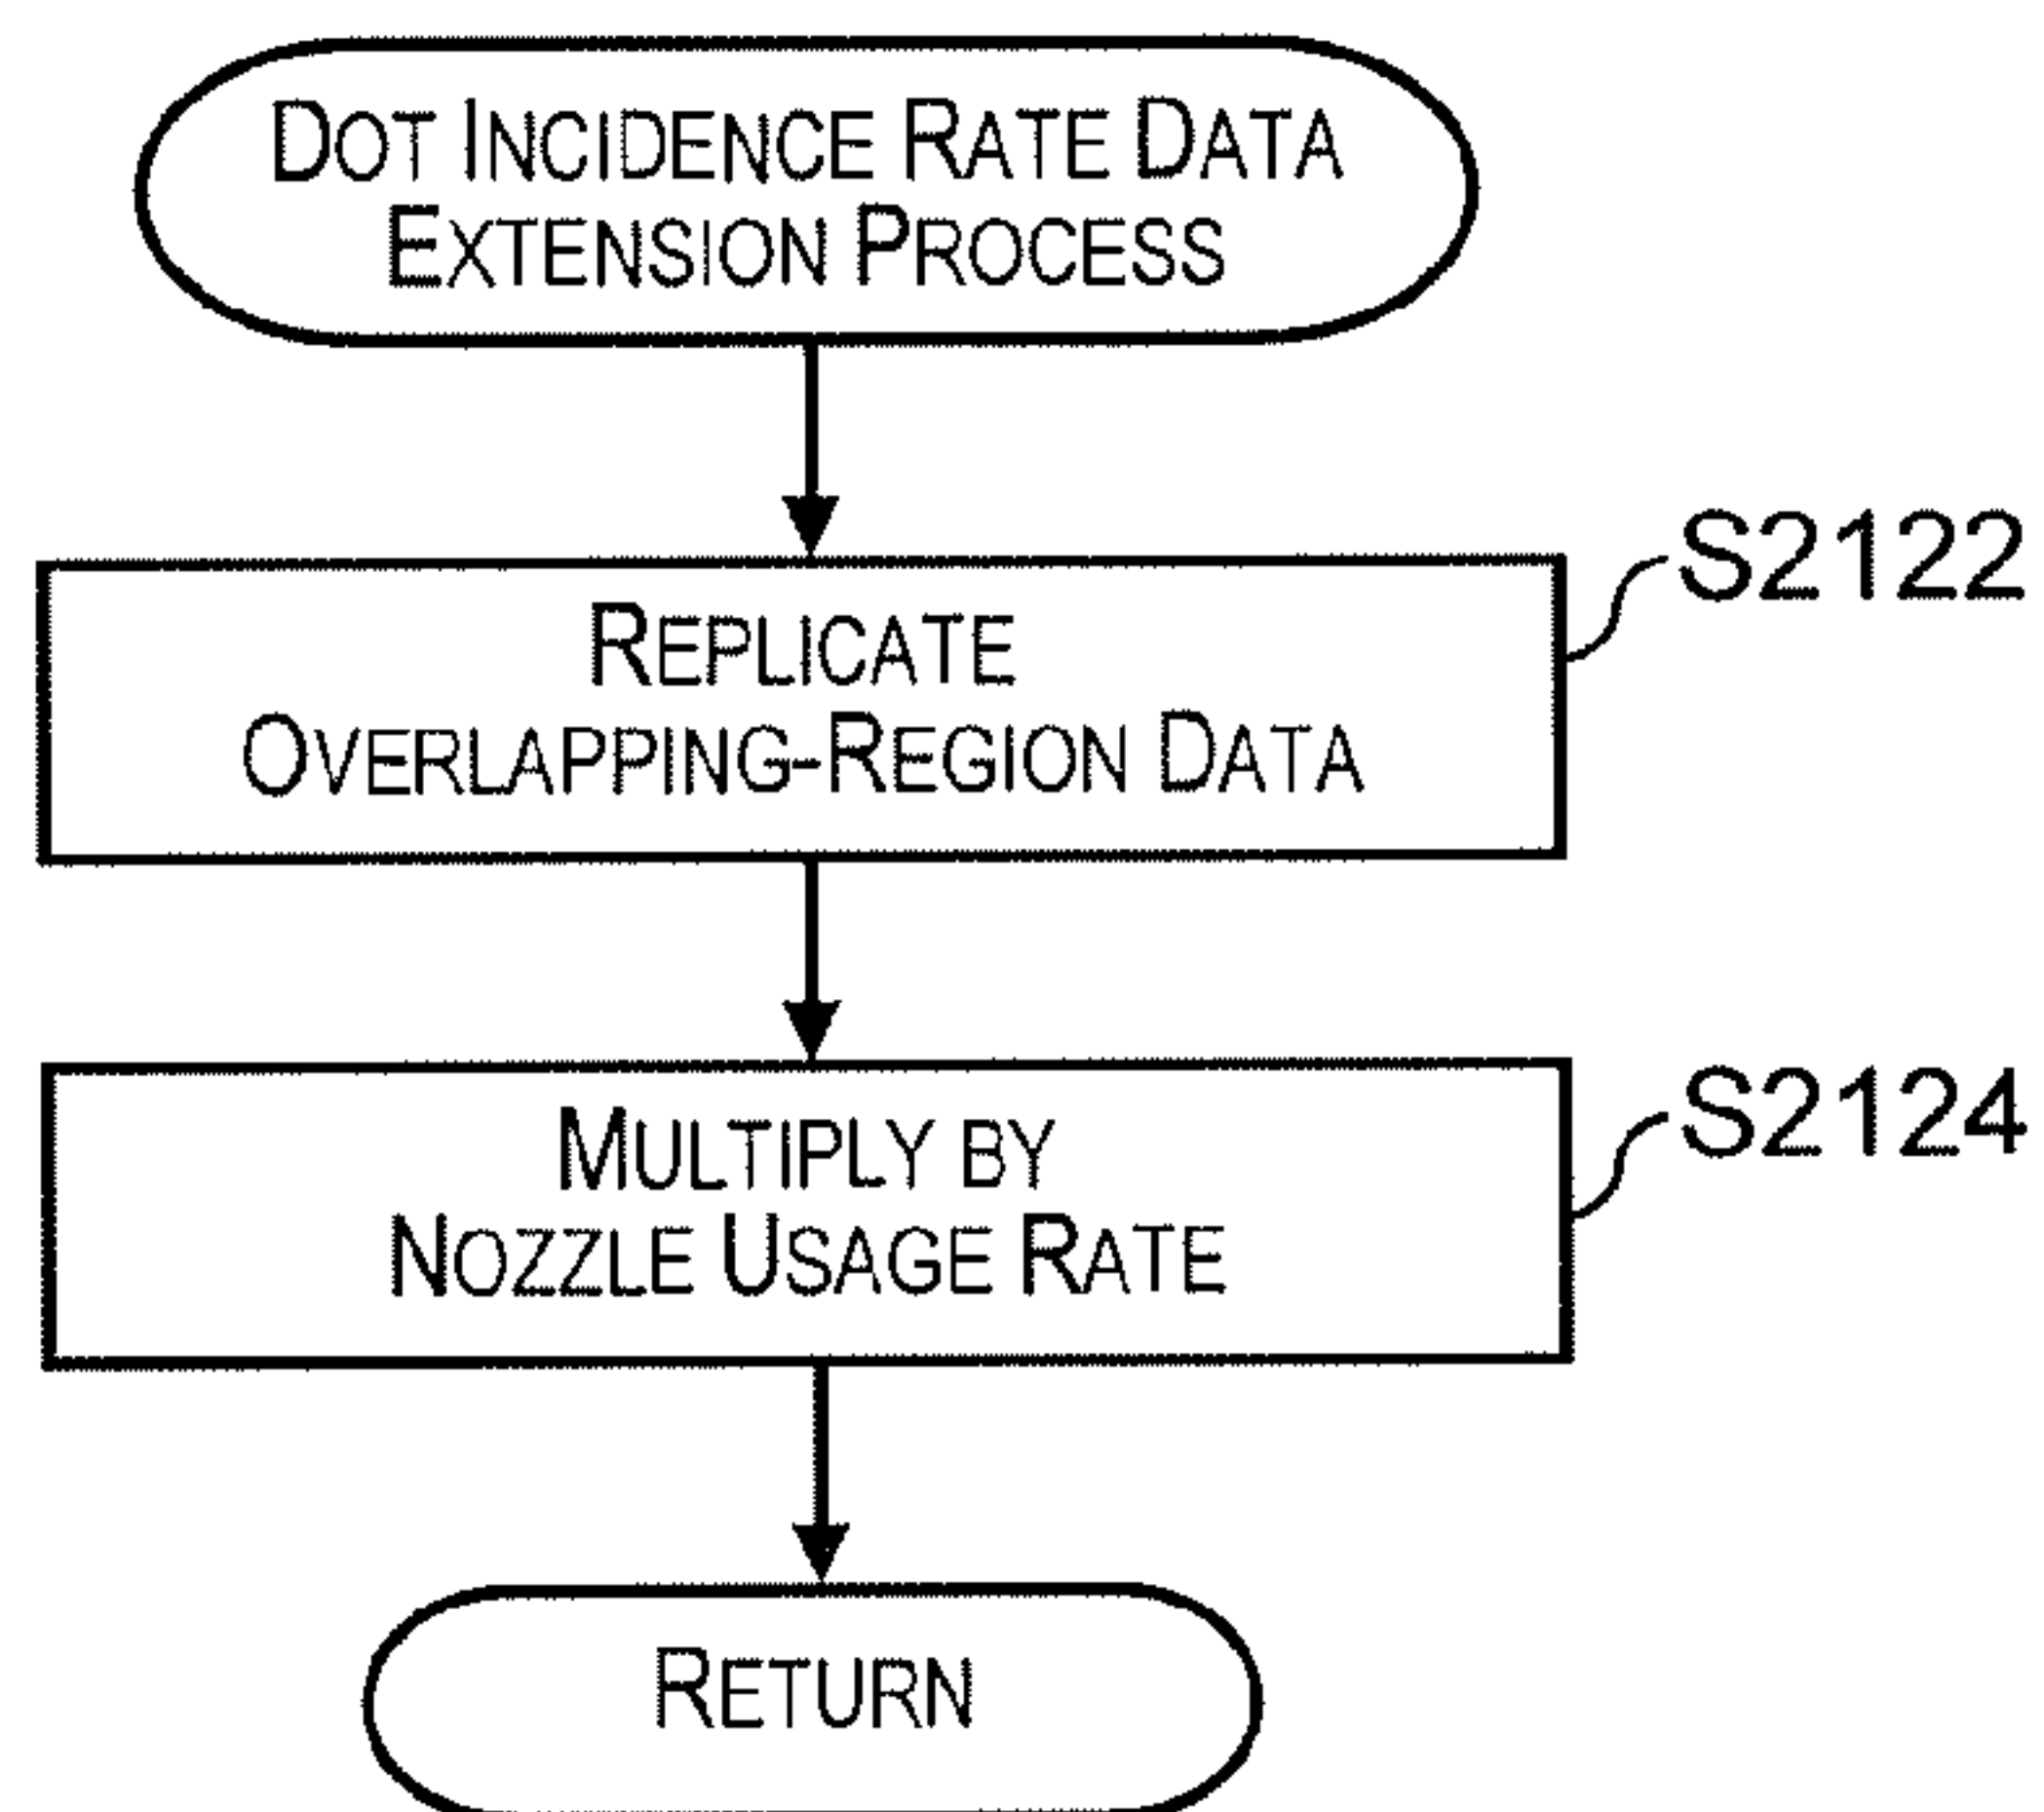 DOT INCIDENCE RATE DATA
EXTENSION PROCESS
S2122
REPLICATE
OVERLAPPING-REGION DATA
S2124
MULTIPLY BY
NOZZLE USAGE RATE
RETURN